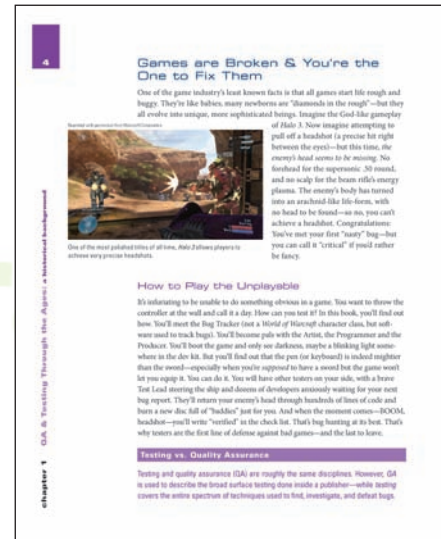 4
Games are Broken & You're the
One to Fix Them
One of the game industry's least known facts is that all games start life rough and
buggy. They're like babies, many newborns are "diamonds in the rough"—but they
all evolve into unique, more sophisticated beings. Imagine the God-like gameplay
of Halo 3. Now imagine attempting to
pull off a headshot (a precise hit right
between the eyes)—but this time, the
enemy's head seems to be missing. No
forehead for the supersonic .50 round,
and no scalp for the beam rifle's energy
plasma. The enemy's body has turned
into an arachnoid-like life-form, with
no head to be found—so no, you can't
achieve a headshot. Congratulations:
You've met your first "nasty" bug—but
you can call it "critical" if you'd rather
be fancy.
One of the most polished titles of all time, Halo 3 allows players to
achieve very precise headshots.
How to Play the Unplayable
It's infuriating to be unable to do something obvious in a game. You want to throw the
controller at the wall and call it a day. How can you test it? In this book, you'll find out
how. You'll meet the Bug Tracker (not a World of Warcraft character class, but soft-
ware used to track bugs). You'll become pals with the Artist, the Programmer and the
Producer. You'll boot the game and only see darkness, maybe a blinking light some-
where in the dev kit. But you'll find out that the pen (or keyboard) is indeed mightier
than the sword—especially when you're supposed to have a sword but the game won't
let you equip it. You can do it. You will have other testers on your side, with a brave
Test Lead steering the ship and dozens of developers anxiously waiting for your next
bug report. They'll return your enemy's head through hundreds of lines of code and
burn a new disc full of "baddies" just for you. And when the moment comes—BOOM,
headshot—you'll write "verified" in the check list. That's bug hunting at its best. That's
why testers are the first line of defense against bad games—and the last to leave.
Testing vs. Quality Assurance
Testing and quality assurance (QA) are roughly the same disciplines. However, QA
is used to describe the broad surface testing done inside a publisher—while testing
covers the entire spectrum of techniques used to find, investigate, and defeat bugs.
chapter 1 QA & Testing Through the Ages: a historical background